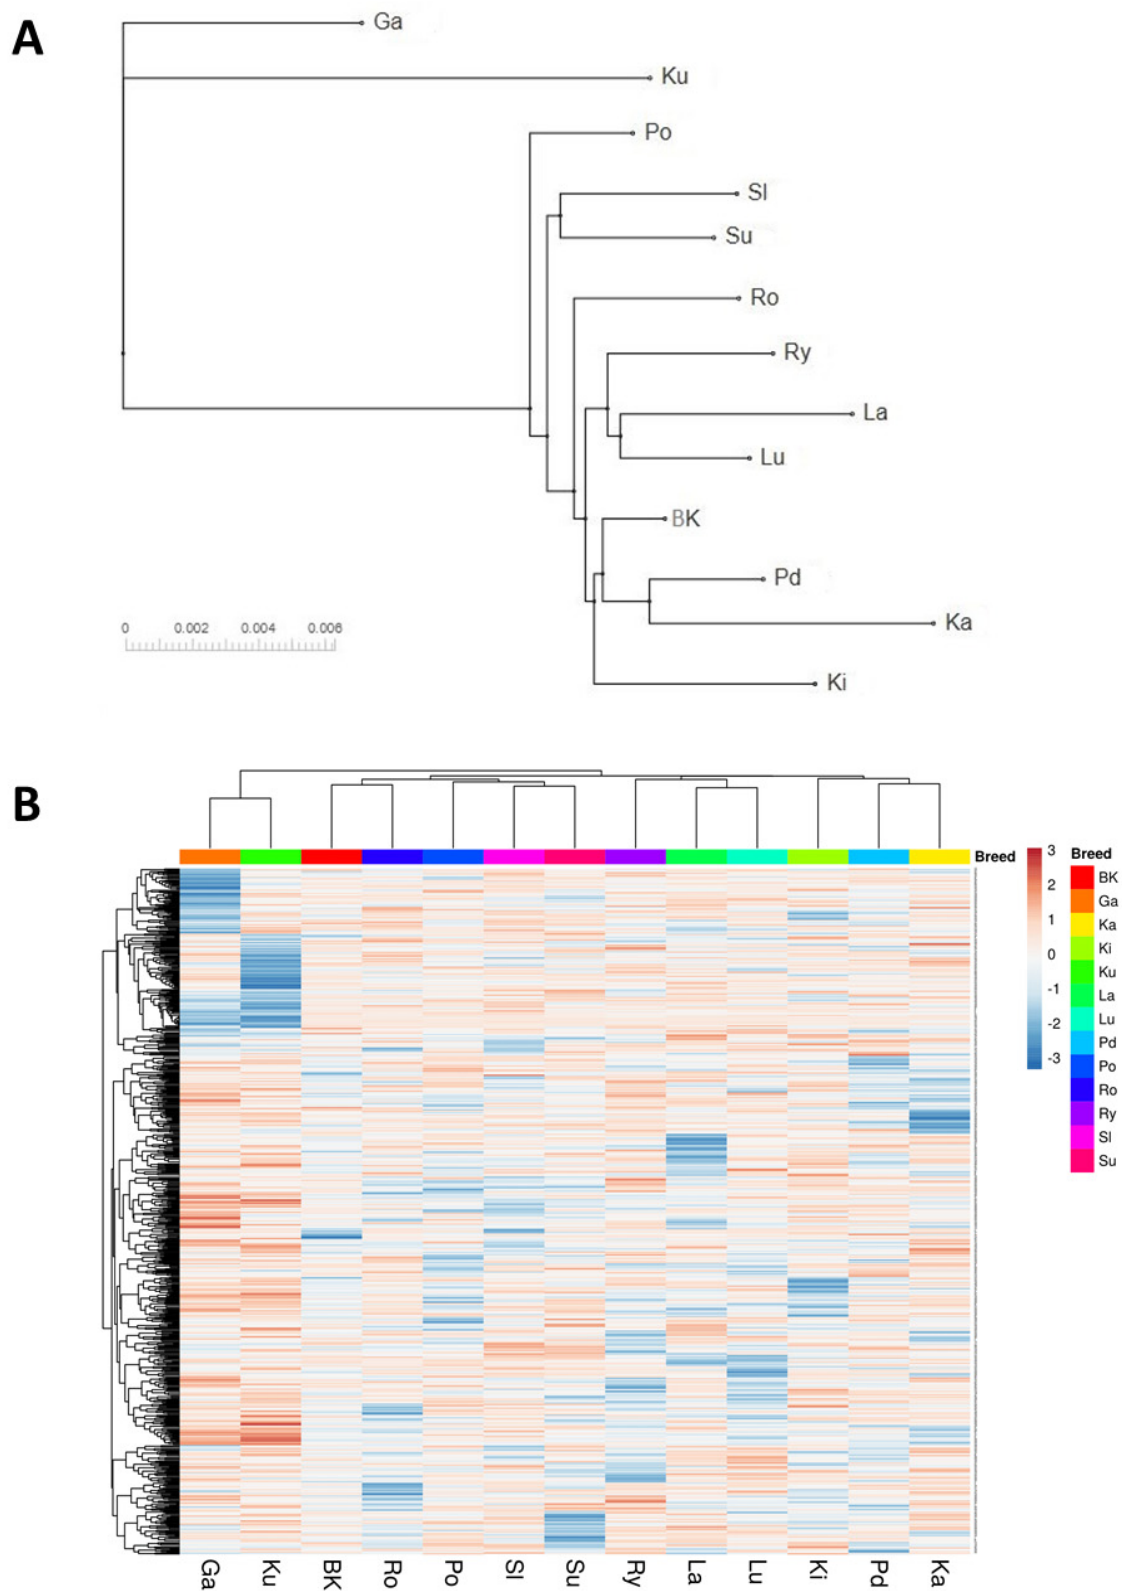 A
Ga
Ku
Po
Sl
Su
Ro
Ry
La
Lu
BK
Pd
Ka
Ki
0 0.002 0.004 0.006
B
Breed
3
2
1
0
-1
-2
-3
Breed
BK
Ga
Ka
Ki
Ku
La
Lu
Pd
Po
Ro
Ry
Sl
Su
Ga Ku BK Ro Po Sl Su Ry La Lu Ki Pd Ka